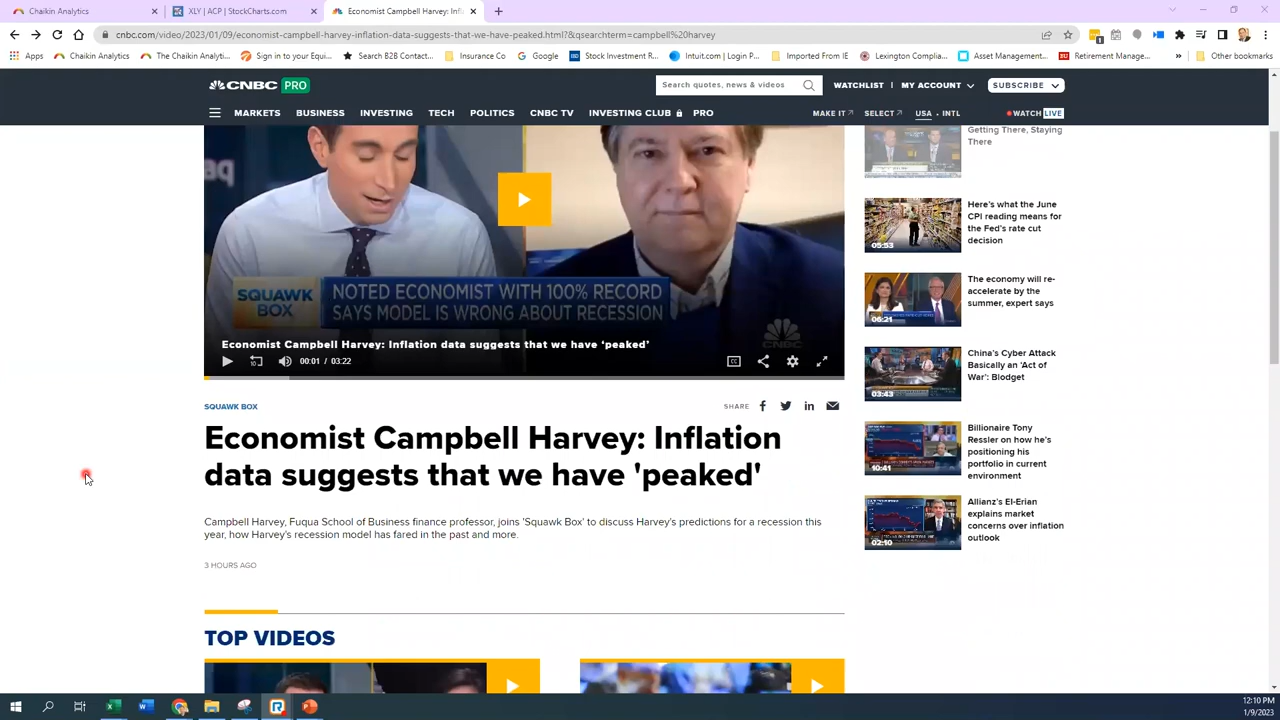 Chaikin Analytics
XLY | ACP | StockCharts.com
Economist Campbell Harvey: Infl
cnbc.com/video/2023/01/09/economist-campbell-harvey-inflation-data-suggests-that-we-have-peaked.html?&qsearchterm=campbell%20harvey
Apps
Chaikin Analytics
The Chaikin Analyti...
Sign in to your Equi...
Search B2B Contact...
Insurance Co
Google
Stock Investment R...
Intuit.com | Login P...
Imported From IE
Lexington Complia...
Asset Management...
Retirement Manage...
Other bookmarks
CNBC PRO
Search quotes, news & videos
WATCHLIST
MY ACCOUNT
SUBSCRIBE
MARKETS
BUSINESS
INVESTING
TECH
POLITICS
CNBC TV
INVESTING CLUB
PRO
MAKE IT
SELECT
USA
INTL
WATCH LIVE
SQUAWK
BOX
NOTED ECONOMIST WITH 100% RECORD
SAYS MODEL IS WRONG ABOUT RECESSION
CNBC
Economist Campbell Harvey: Inflation data suggests that we have ‘peaked’
10
00:01 / 03:22
CC
SQUAWK BOX
SHARE
Economist Campbell Harvey: Inflation
data suggests that we have 'peaked'
Campbell Harvey, Fuqua School of Business finance professor, joins 'Squawk Box' to discuss Harvey's predictions for a recession this
year, how Harvey's recession model has fared in the past and more.
3 HOURS AGO
TOP VIDEOS
Getting There, Staying
There
05:53
Here's what the June
CPI reading means for
the Fed's rate cut
decision
06:21
The economy will re-
accelerate by the
summer, expert says
03:43
China's Cyber Attack
Basically an 'Act of
War': Blodget
10:41
Billionaire Tony
Ressler on how he's
positioning his
portfolio in current
environment
02:10
Allianz's El-Erian
explains market
concerns over inflation
outlook
12:10 PM
1/9/2023